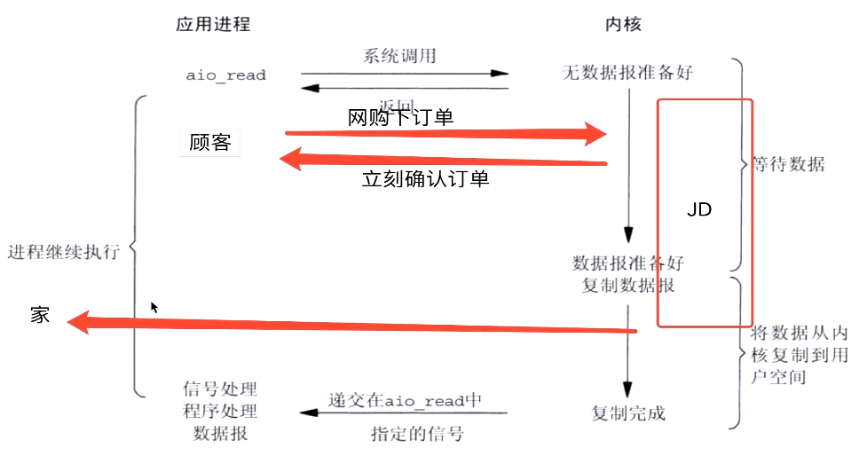 应用进程
内核
系统调用
aio_read
无数据报准备好
返回
网购下订单
顾客
立刻确认订单
等待数据
JD
进程继续执行
数据报准备好
复制数据报
家
将数据从内
核复制到用
户空间
信号处理
程序处理
数据报
递交在aio_read中
指定的信号
复制完成